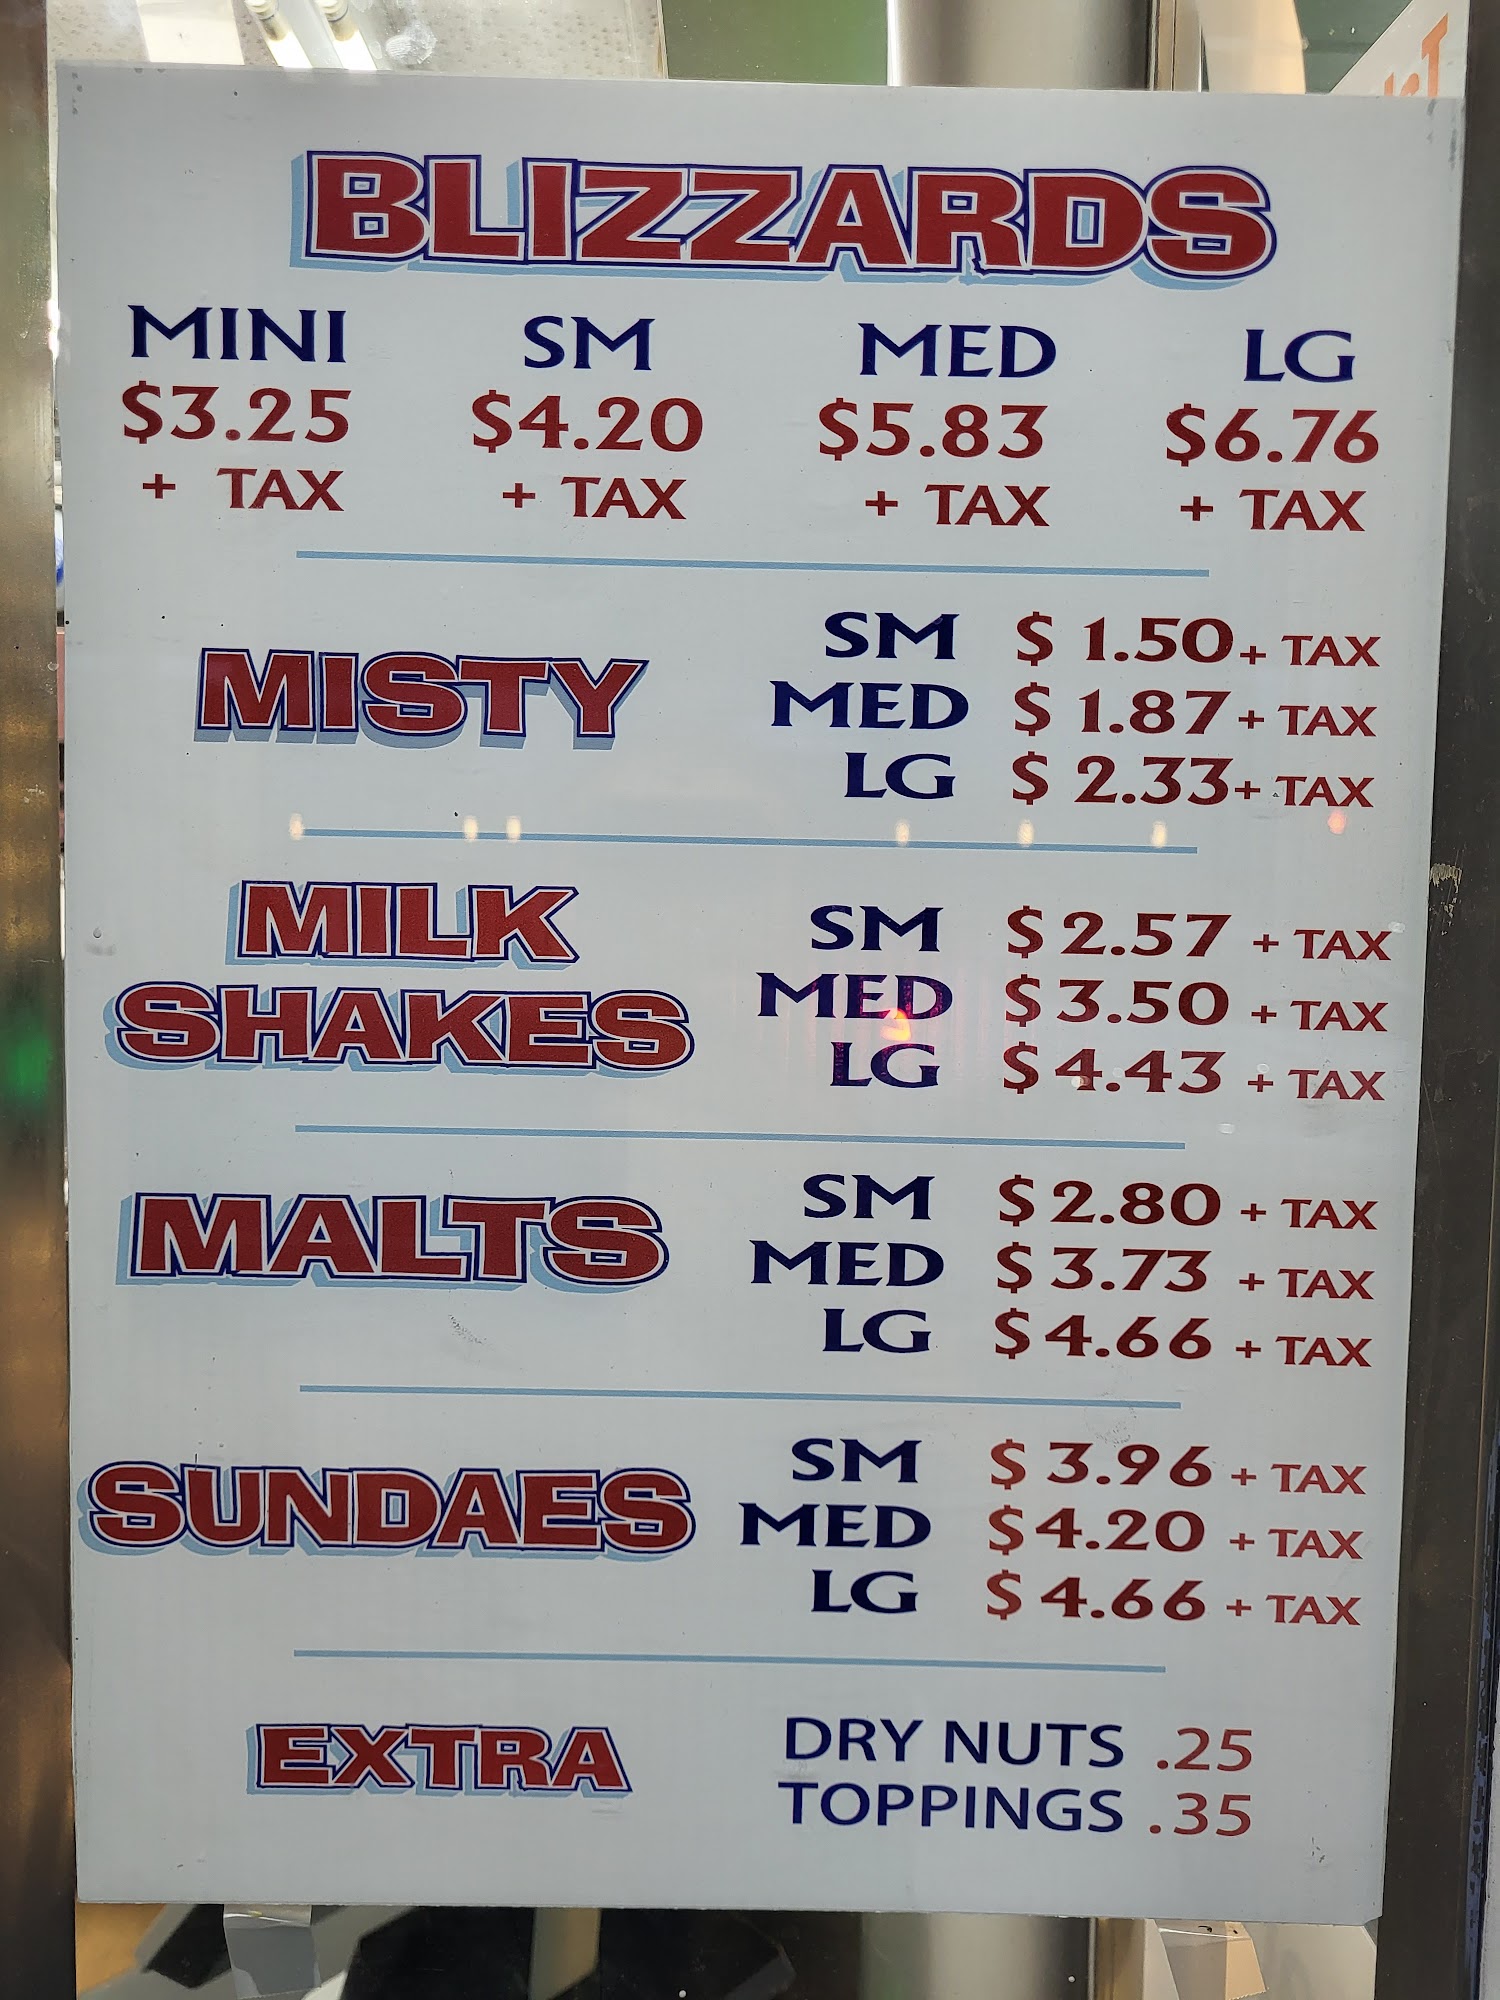 BLIZZARDS
MINI SM MED LG
$3.25 $4.20 $5.83 $6.76
+ TAX + TAX + TAX + TAX
MISTY
SM $ 1.50 + TAX
MED $ 1.87 + TAX
LG $ 2.33 + TAX
MILK
SHAKES
SM $ 2.57 + TAX
MED $ 3.50 + TAX
LG $ 4.43 + TAX
MALTS
SM $ 2.80 + TAX
MED $ 3.73 + TAX
LG $ 4.66 + TAX
SUNDAES
SM $ 3.96 + TAX
MED $ 4.20 + TAX
LG $ 4.66 + TAX
EXTRA
DRY NUTS .25
TOPPINGS .35